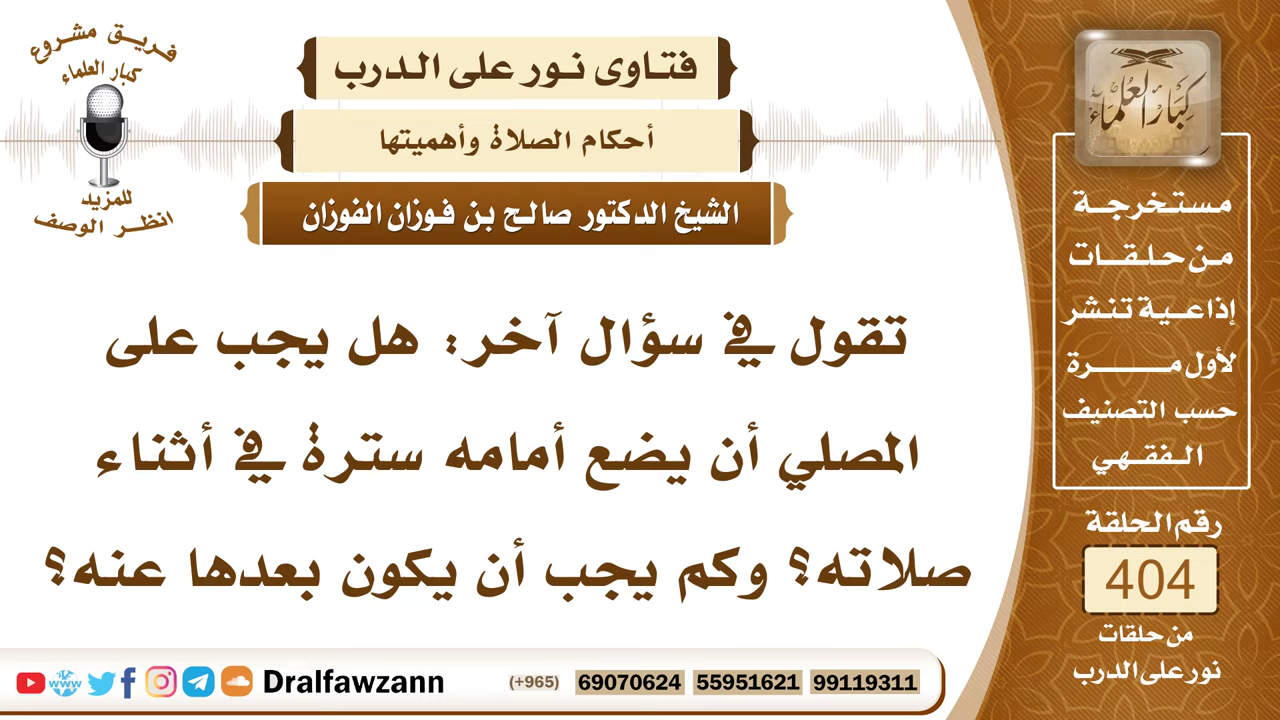 فريق مشروع
كبار العلماء
للمزيد
انظر الوصف
فتاوى نور على الدرب
أحكام الصلاة وأهميتها
الشيخ الدكتور صالح بن فوزان الفوزان
تقول في سؤال آخر: هل يجب على
المصلي أن يضع أمامه سترة في أثناء
صلاته؟ وكم يجب أن يكون بعدها عنه؟
كبار العلماء
مستخرجة
من حلقات
إذاعية تنشر
لأول مرة
حسب التصنيف
الفقهي
رقم الحلقة
404
من حلقات
نور على الدرب
www
Dralfawzann
(+965) 69070624 55951621 99119311